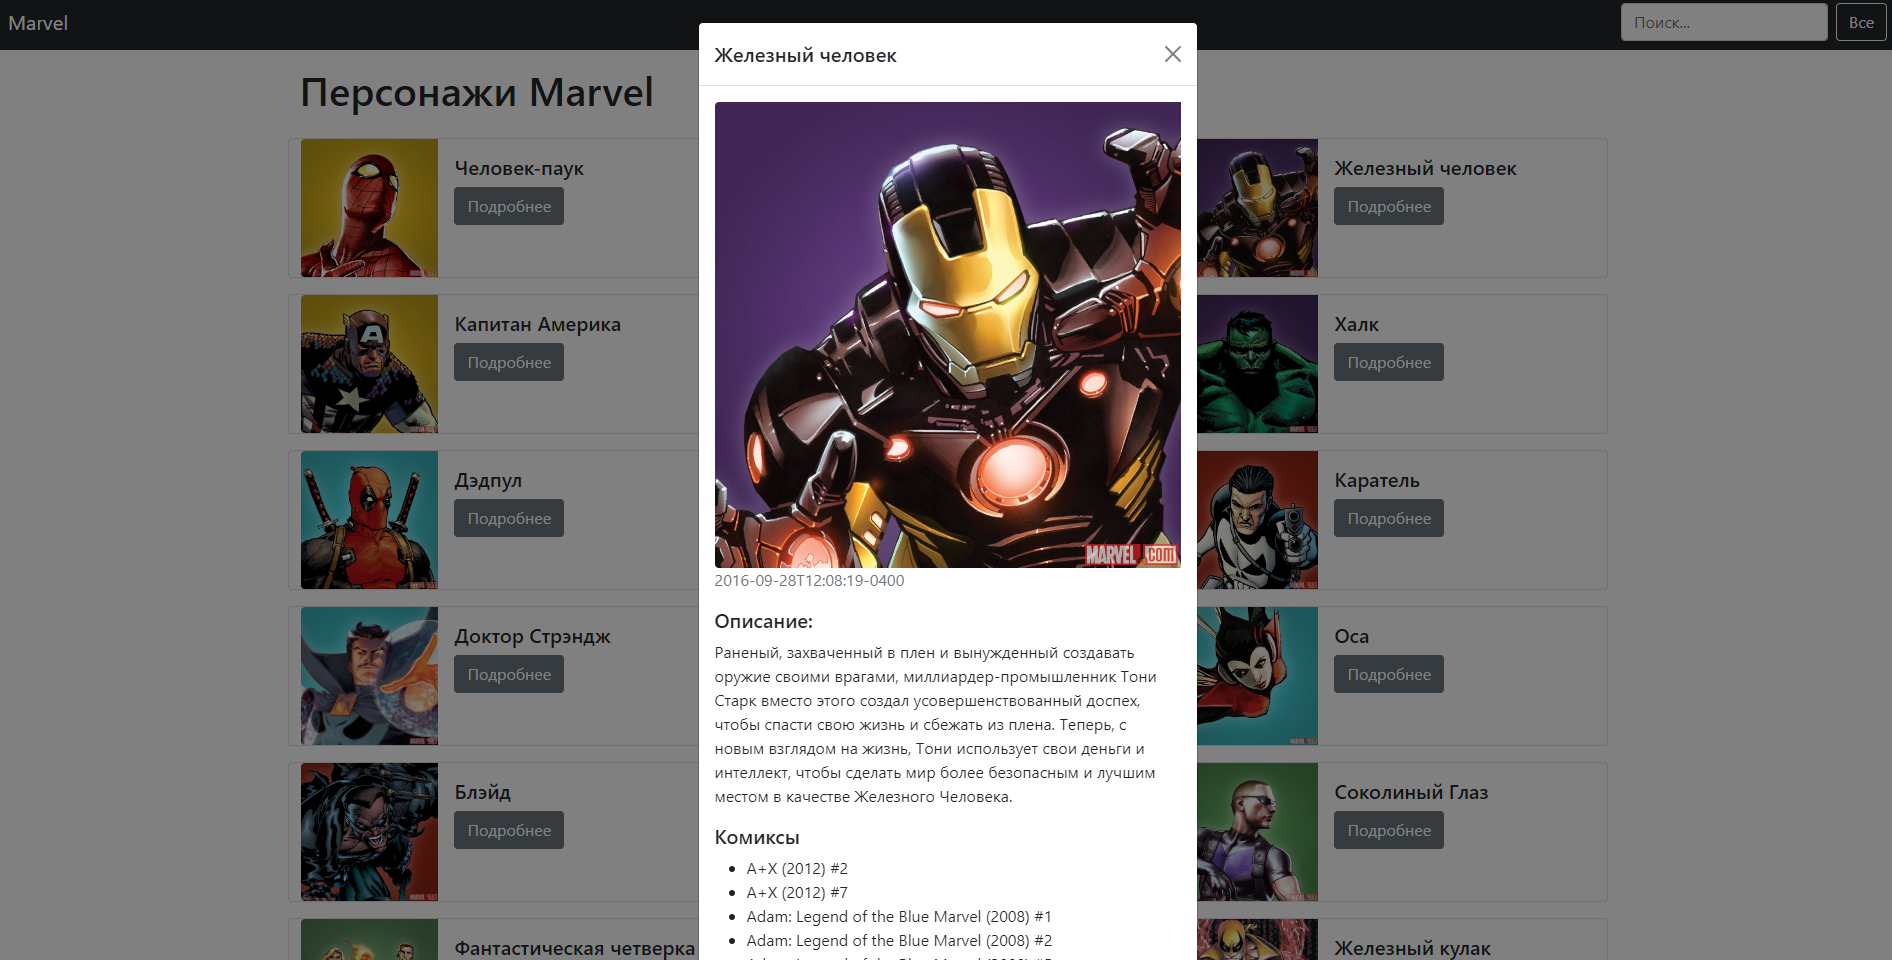 Marvel
Поиск...
Все
Персонажи Marvel
Человек-паук
Подробнее
Капитан Америка
Подробнее
Дэдпул
Подробнее
Доктор Стрэндж
Подробнее
Блэйд
Подробнее
Фантастическая четверка
Железный человек
MARVEL.COM
2016-09-28T12:08:19-0400
Описание:
Раненый, захваченный в плен и вынужденный создавать
оружие своими врагами, миллиардер-промышленник Тони
Старк вместо этого создал усовершенствованный доспех,
чтобы спасти свою жизнь и сбежать из плена. Теперь, с
новым взглядом на жизнь, Тони использует свои деньги и
интеллект, чтобы сделать мир более безопасным и лучшим
местом в качестве Железного Человека.
Комиксы
A+X (2012) #2
A+X (2012) #7
Adam: Legend of the Blue Marvel (2008) #1
Adam: Legend of the Blue Marvel (2008) #2
Железный человек
Подробнее
Халк
Подробнее
Каратель
Подробнее
Оса
Подробнее
Соколиный Глаз
Подробнее
Железный кулак